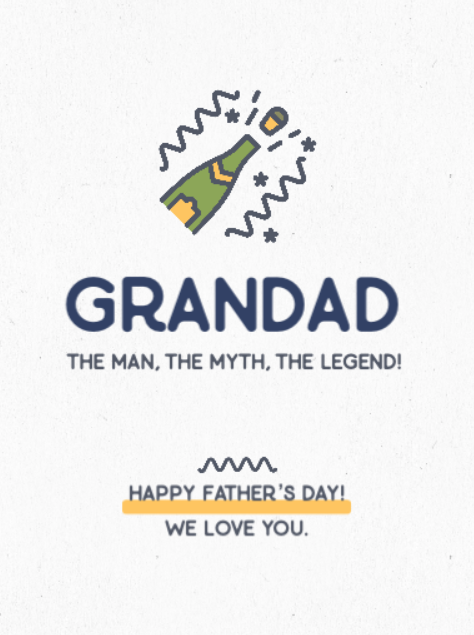 GRANDAD
THE MAN, THE MYTH, THE LEGEND!
HAPPY FATHER'S DAY!
WE LOVE YOU.